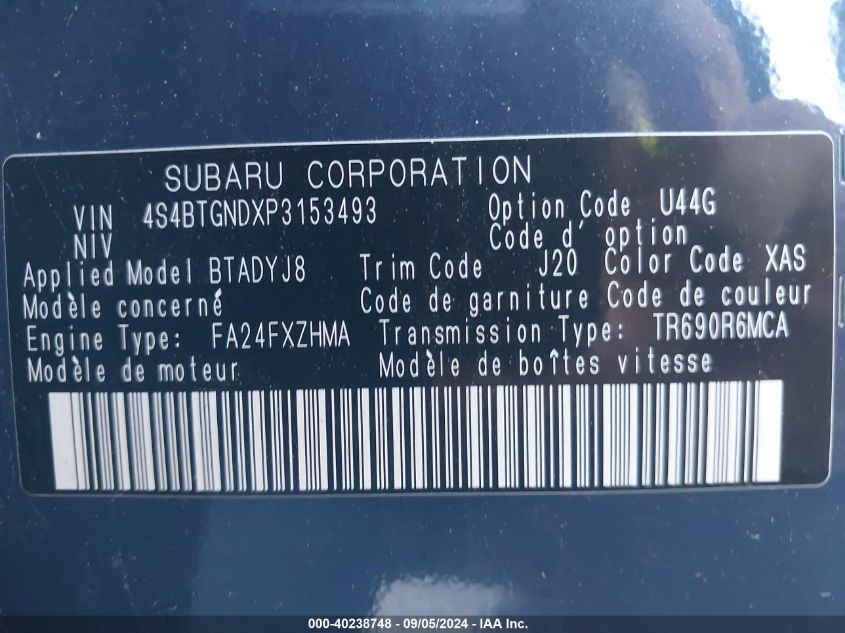 SUBARU CORPORATION
VIN 4S4BTGNDXP3153493 Option Code U44G
NIV Code d' option
Applied Model BTADYJ8 Trim Code J20 Color Code XAS
Modèle concerné Code de garniture Code de couleur
Engine Type: FA24FXZHMA Transmission Type: TR690R6MCA
Modèle de moteur Modèle de boîtes vitesse
000-40238748 - 09/05/2024 - IAA Inc.